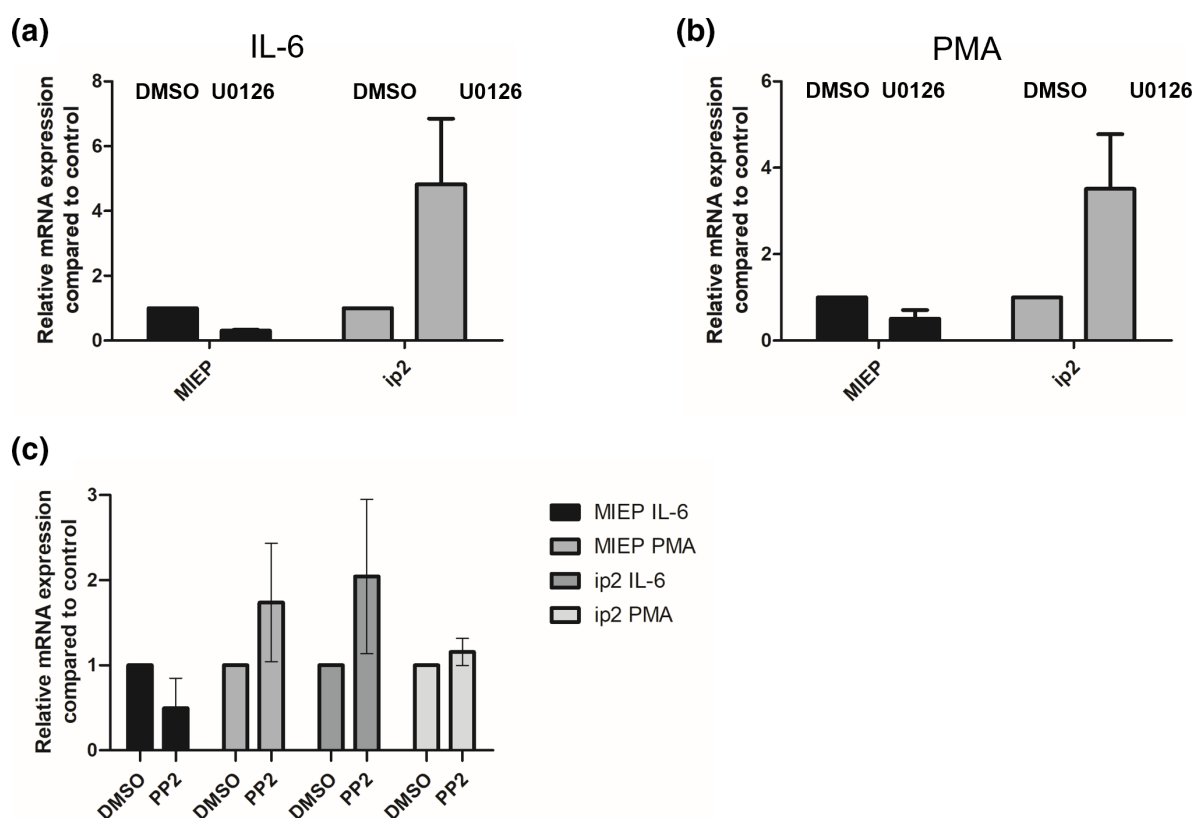 (a)
IL-6
Relative mRNA expression
compared to control
8
6
4
2
0
DMSO U0126 DMSO U0126
MIEP ip2
(b)
PMA
Relative mRNA expression
compared to control
6
4
2
0
DMSO U0126 DMSO U0126
MIEP ip2
(c)
Relative mRNA expression
compared to control
3
2
1
0
DMSO PP2 DMSO PP2 DMSO PP2 DMSO PP2
MIEP IL-6
MIEP PMA
ip2 IL-6
ip2 PMA